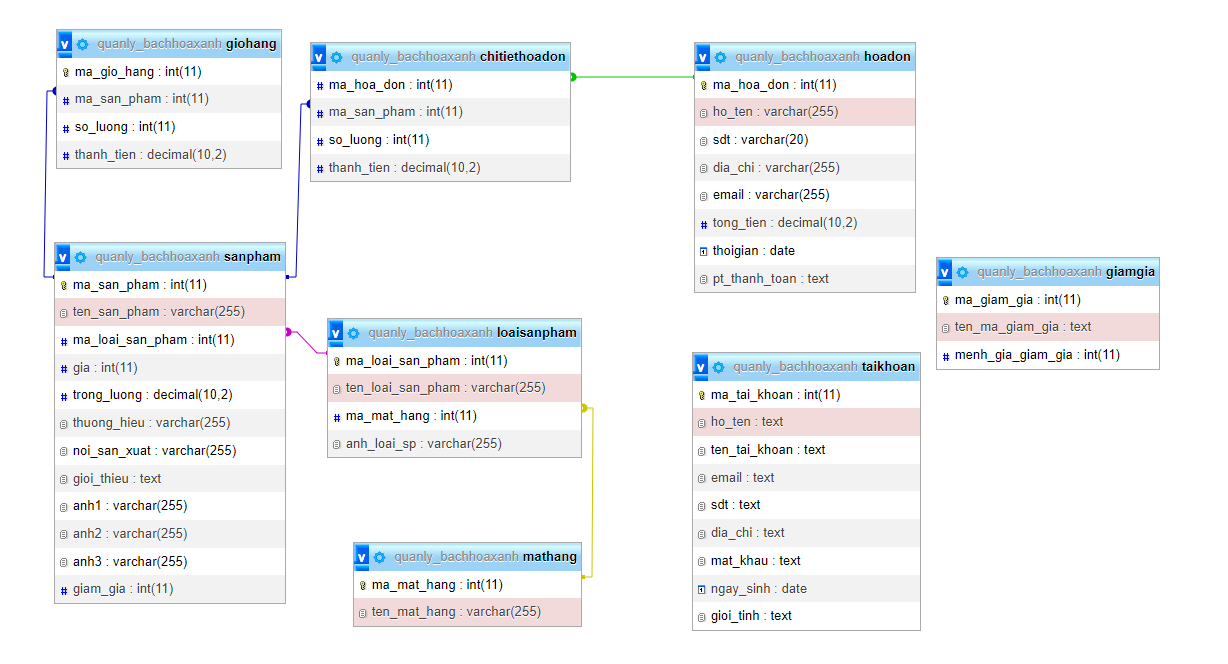 quanly_bachhoaxanh giohang
ma_gio_hang : int(11)
ma_san_pham : int(11)
so_luong : int(11)
thanh_tien : decimal(10,2)
quanly_bachhoaxanh chitiethoadon
ma_hoa_don : int(11)
ma_san_pham : int(11)
so_luong : int(11)
thanh_tien : decimal(10,2)
quanly_bachhoaxanh hoadon
ma_hoa_don : int(11)
ho_ten : varchar(255)
sdt : varchar(20)
dia_chi : varchar(255)
email : varchar(255)
tong_tien : decimal(10,2)
thoigian : date
pt_thanh_toan : text
quanly_bachhoaxanh sanpham
ma_san_pham : int(11)
ten_san_pham : varchar(255)
ma_loai_san_pham : int(11)
gia : int(11)
trong_luong : decimal(10,2)
thuong_hieu : varchar(255)
noi_san_xuat : varchar(255)
gioi_thieu : text
anh1 : varchar(255)
anh2 : varchar(255)
anh3 : varchar(255)
giam_gia : int(11)
quanly_bachhoaxanh loaisanpham
ma_loai_san_pham : int(11)
ten_loai_san_pham : varchar(255)
ma_mat_hang : int(11)
anh_loai_sp : varchar(255)
quanly_bachhoaxanh mathang
ma_mat_hang : int(11)
ten_mat_hang : varchar(255)
quanly_bachhoaxanh taikhoan
ma_tai_khoan : int(11)
ho_ten : text
ten_tai_khoan : text
email : text
sdt : text
dia_chi : text
mat_khau : text
ngay_sinh : date
gioi_tinh : text
quanly_bachhoaxanh giamgia
ma_giam_gia : int(11)
ten_ma_giam_gia : text
menh_gia_giam_gia : int(11)